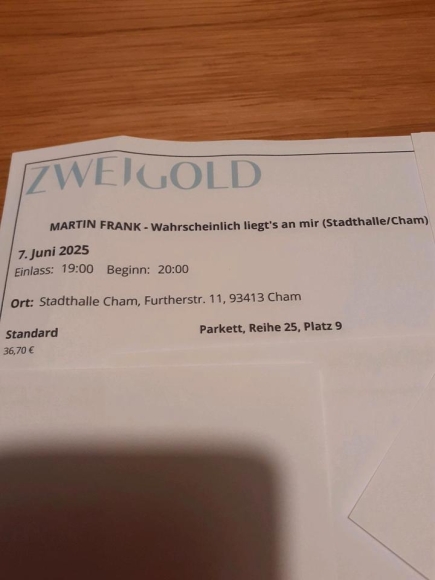 ZWEIGOLD
MARTIN FRANK - Wahrscheinlich liegt's an mir (Stadthalle/Cham)
7. Juni 2025
Einlass: 19:00 Beginn: 20:00
Ort: Stadthalle Cham, Furtherstr. 11, 93413 Cham
Standard Parkett, Reihe 25, Platz 9
36,70 €